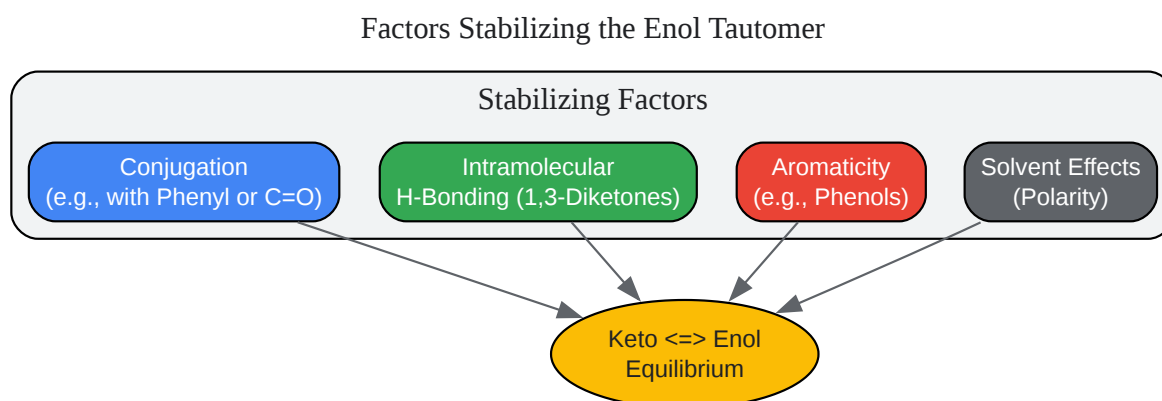 Factors Stabilizing the Enol Tautomer
Stabilizing Factors
Conjugation
(e.g., with Phenyl or C=O)
Intramolecular
H-Bonding (1,3-Diketones)
Aromaticity
(e.g., Phenols)
Solvent Effects
(Polarity)
Keto <=> Enol
Equilibrium